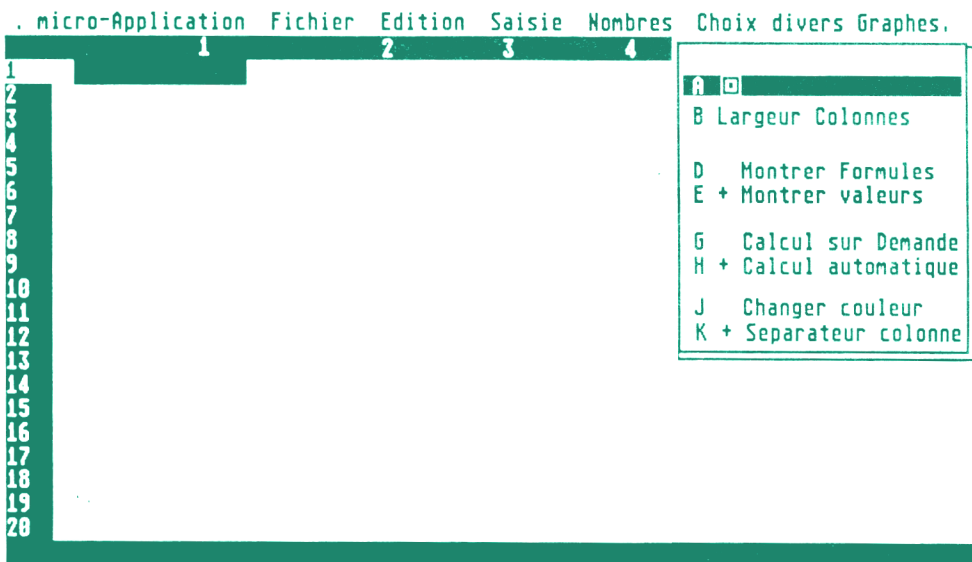 . micro-Application Fichier Edition Saisie Nombres Choix divers Graphes.
1 2 3 4
1
A
2
B Largeur Colonnes
3
4
D Montrer Formules
5
E + Montrer valeurs
6
7
G Calcul sur Demande
8
H + Calcul automatique
9
10
J Changer couleur
11
K + Separateur colonne
12
13
14
15
16
17
18
19
20